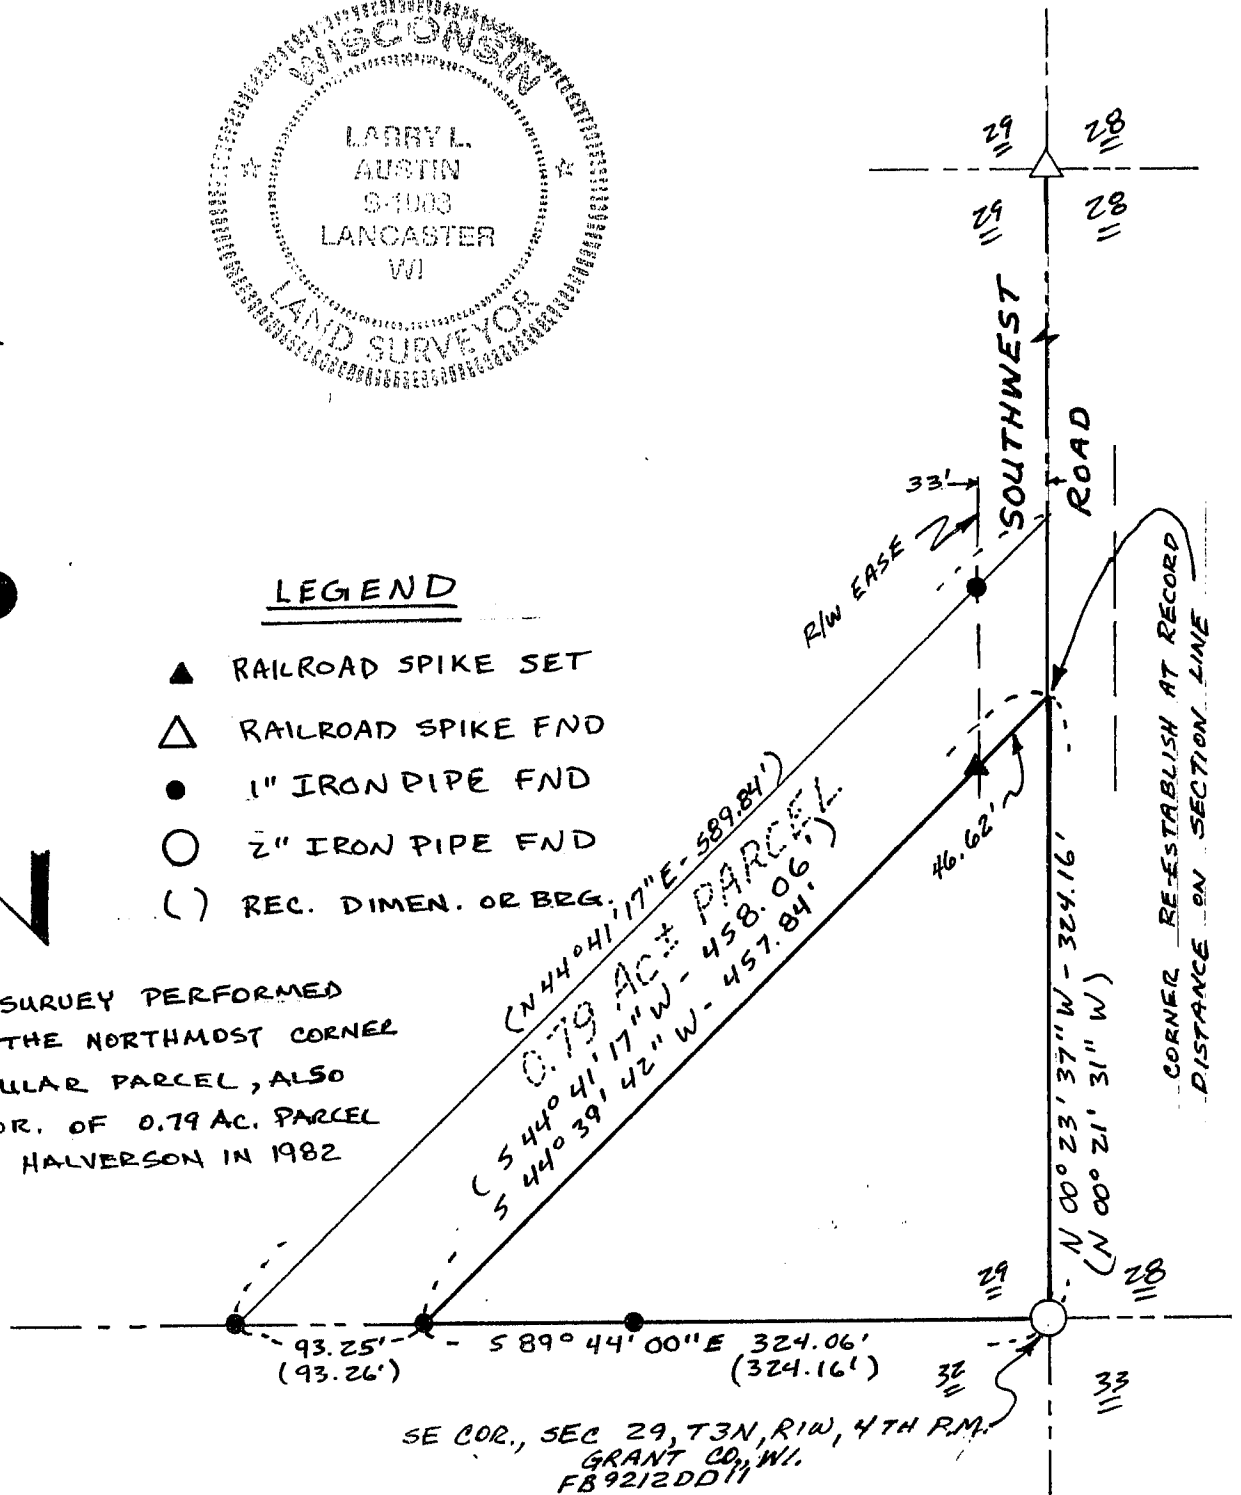 WISCONSIN
LARRY L.
AUSTIN
S-1003
LANCASTER
WI
LAND SURVEYOR
29 28
29 28
SOUTHWEST
ROAD
33'
R/W EASE
LEGEND
RAILROAD SPIKE SET
RAILROAD SPIKE FND
1" IRON PIPE FND
2" IRON PIPE FND
( ) REC. DIMEN. OR BRG.
SURVEY PERFORMED
THE NORTHMOST CORNER
ULAR PARCEL, ALSO
OR. OF 0.79 AC. PARCEL
HALVERSON IN 1982
(N 44° 41' 17" E - 589.84')
0.79 AC± PARCEL
(S 44° 41' 17" W - 458.06')
S 44° 39' 42" W - 457.84'
46.62'
N 00° 23' 37" W - 324.16'
(N 00° 21' 31" W)
CORNER RE-ESTABLISH AT RECORD
DISTANCE ON SECTION LINE
29 28
93.25'
(93.26')
S 89° 44' 00" E 324.06'
(324.16')
32 33
SE COR., SEC 29, T3N, R1W, 4TH P.M.
GRANT CO., WI.
FB9212DD11